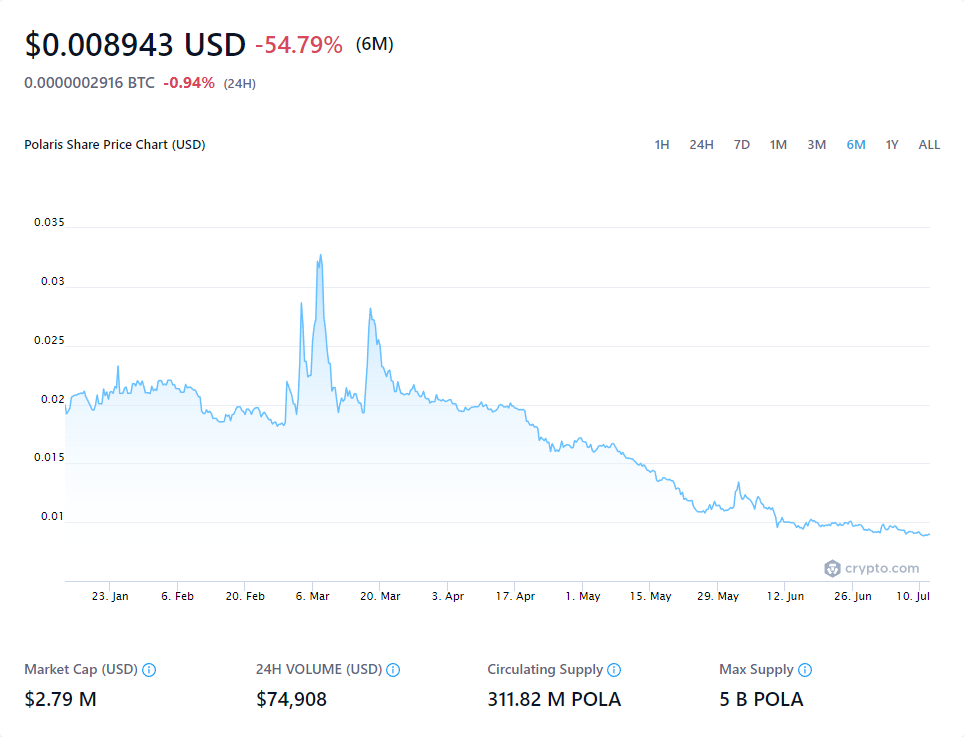 $0.008943 USD -54.79% (6M)
0.0000002916 BTC -0.94% (24H)
Polaris Share Price Chart (USD) 1H 24H 7D 1M 3M 6M 1Y ALL
0.035
0.03
0.025
0.02
0.015
0.01
crypto.com
23. Jan 6. Feb 20. Feb 6. Mar 20. Mar 3. Apr 17. Apr 1. May 15. May 29. May 12. Jun 26. Jun 10. Jul
Market Cap (USD) 24H VOLUME (USD) Circulating Supply Max Supply
$2.79 M $74,908 311.82 M POLA 5 B POLA